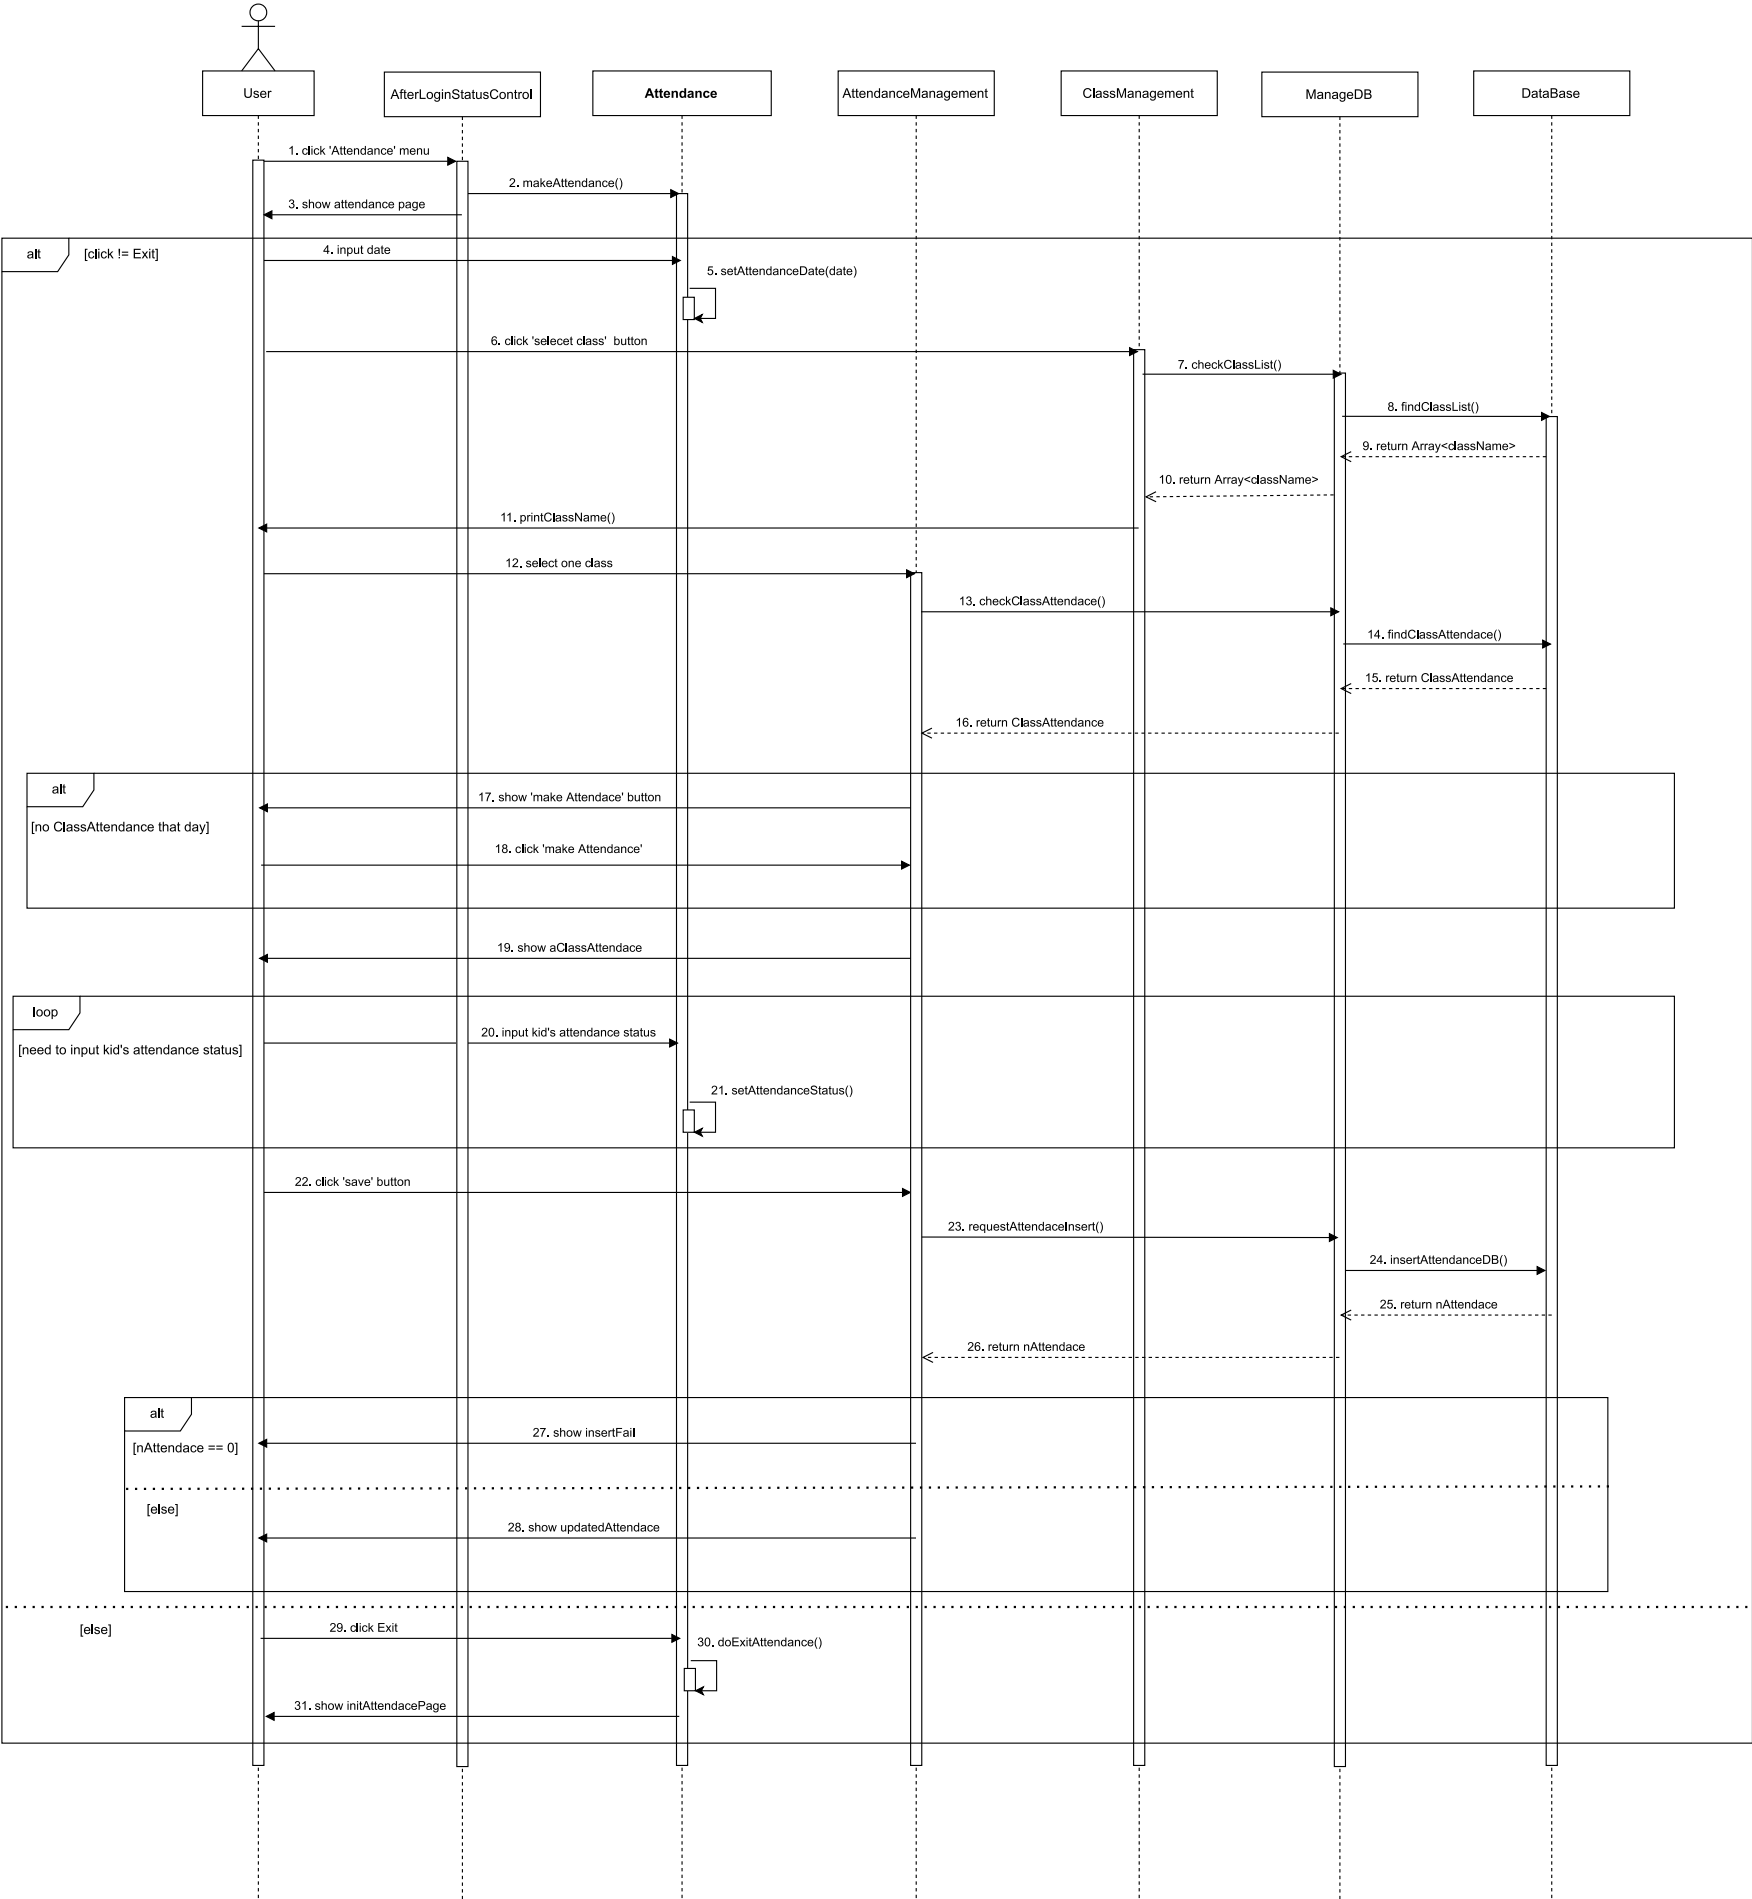 User
AfterLoginStatusControl
Attendance
AttendanceManagement
ClassManagement
ManageDB
DataBase
1. click 'Attendance' menu
2. makeAttendance()
3. show attendance page
alt
[click != Exit]
4. input date
5. setAttendanceDate(date)
6. click 'selecet class'  button
7. checkClassList()
8. findClassList()
9. return Array<className>
10. return Array<className>
11. printClassName()
12. select one class
13. checkClassAttendace()
14. findClassAttendace()
15. return ClassAttendance
16. return ClassAttendance
alt
17. show 'make Attendace' button
[no ClassAttendance that day]
18. click 'make Attendance'
19. show aClassAttendace
loop
20. input kid's attendance status
[need to input kid's attendance status]
21. setAttendanceStatus()
22. click 'save' button
23. requestAttendaceInsert()
24. insertAttendanceDB()
25. return nAttendace
26. return nAttendace
alt
27. show insertFail
[nAttendace == 0]
[else]
28. show updatedAttendace
[else]
29. click Exit
30. doExitAttendance()
31. show initAttendacePage